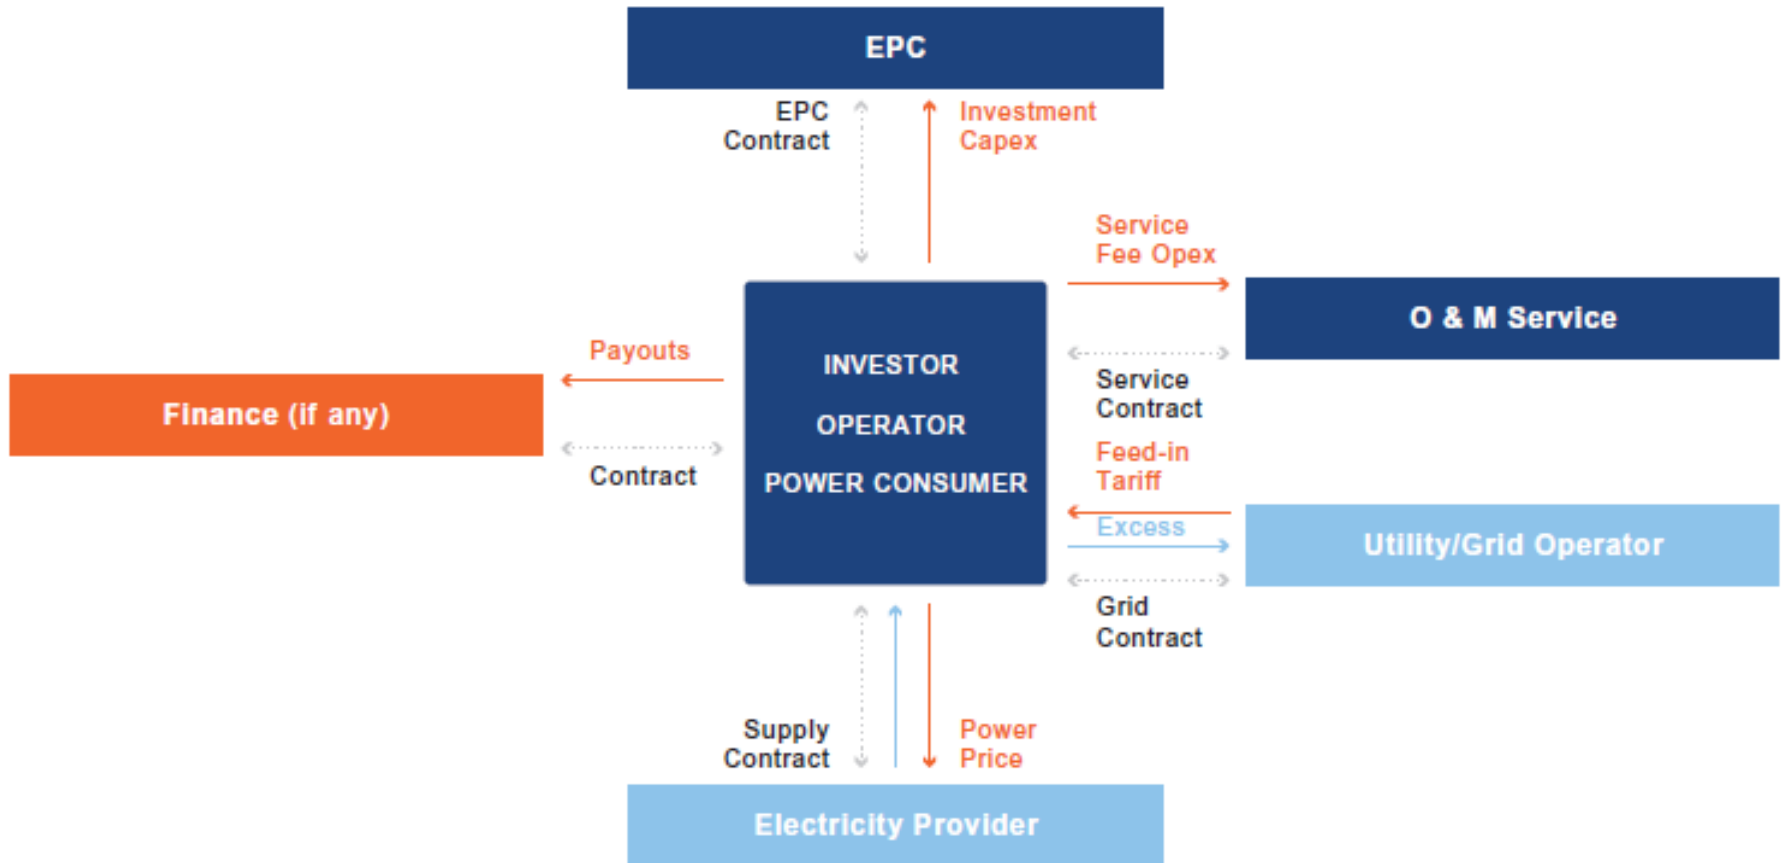 EPC
EPC
Contract
Investment
Capex
Service
Fee Opex
O & M Service
Payouts
Finance (if any)
Contract
INVESTOR
OPERATOR
POWER CONSUMER
Service
Contract
Feed-in
Tariff
Excess
Utility/Grid Operator
Grid
Contract
Supply
Contract
Power
Price
Electricity Provider